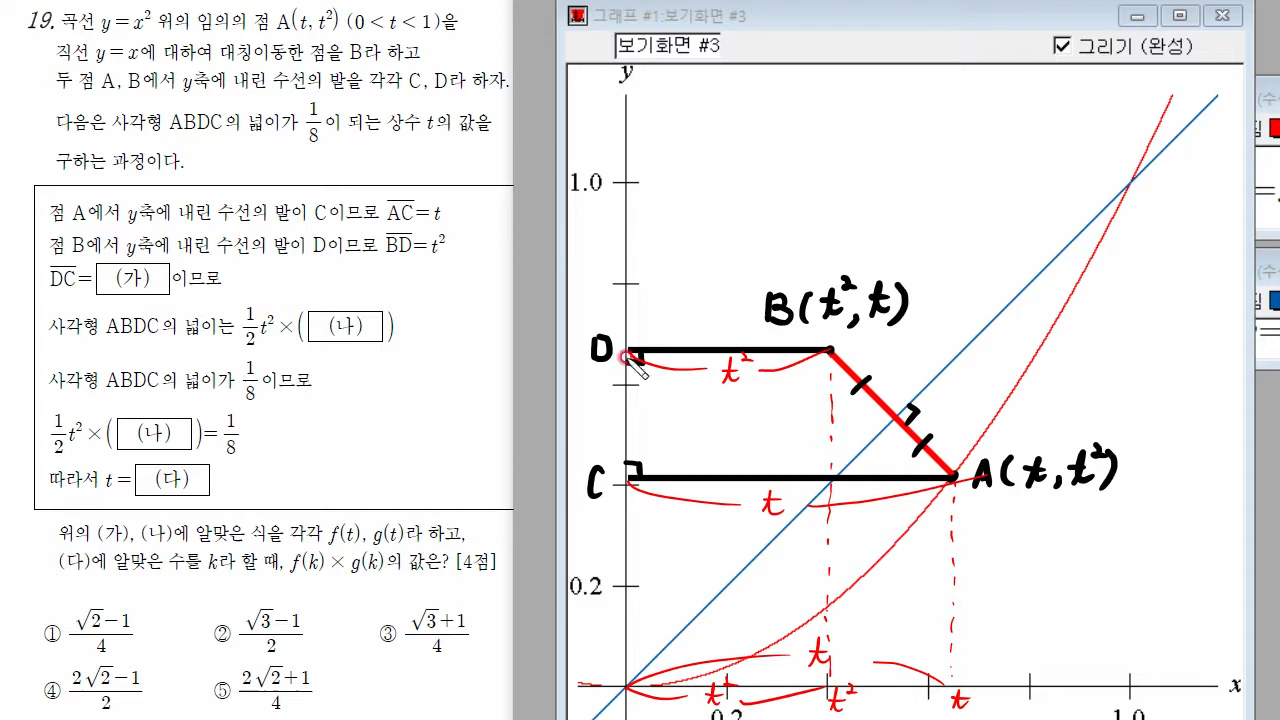 19. 곡선 y=x² 위의 임의의 점 A(t, t²) (0<t<1)을
직선 y=x에 대하여 대칭이동한 점을 B라 하고
두 점 A, B에서 y축에 내린 수선의 발을 각각 C, D라 하자.
다음은 사각형 ABDC의 넓이가 1/8이 되는 상수 t의 값을
구하는 과정이다.
점 A에서 y축에 내린 수선의 발이 C이므로 A̅C̅=t
점 B에서 y축에 내린 수선의 발이 D이므로 B̅D̅=t²
D̅C̅= (가) 이므로
사각형 ABDC의 넓이는 1/2 t²×( (나) )
사각형 ABDC의 넓이가 1/8이므로
1/2 t²×( (나) )=1/8
따라서 t= (다)
위의 (가), (나)에 알맞은 식을 각각 f(t), g(t)라 하고,
(다)에 알맞은 수를 k라 할 때, f(k)×g(k)의 값은? [4점]
① (√2−1)/4 ② (√3−1)/2 ③ (√3+1)/4
④ (2√2−1)/2 ⑤ (2√2+1)/4
그래프 #1:보기화면 #3
보기화면 #3
그리기 (완성)
y
1.0
B(t², t)
D
t²
C
A(t, t²)
t
0.2
t
t² t² t
x
0.2 1.0